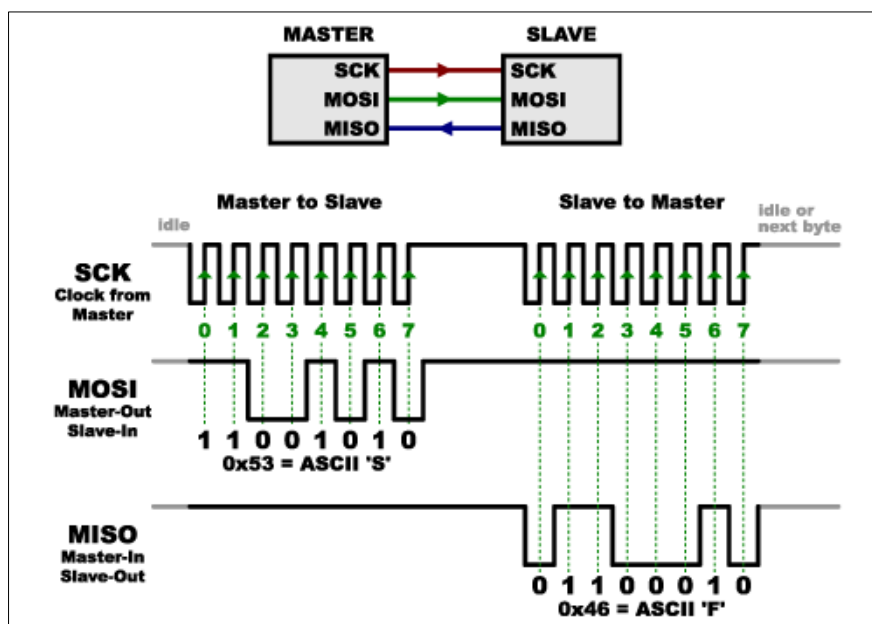 MASTER SLAVE
SCK SCK
MOSI MOSI
MISO MISO
Master to Slave Slave to Master
idle idle or
next byte
SCK
Clock from
Master
0 1 2 3 4 5 6 7 0 1 2 3 4 5 6 7
MOSI
Master-Out
Slave-In
1 1 0 0 1 0 1 0
0x53 = ASCII 'S'
MISO
Master-In
Slave-Out
0 1 1 0 0 0 1 0
0x46 = ASCII 'F'